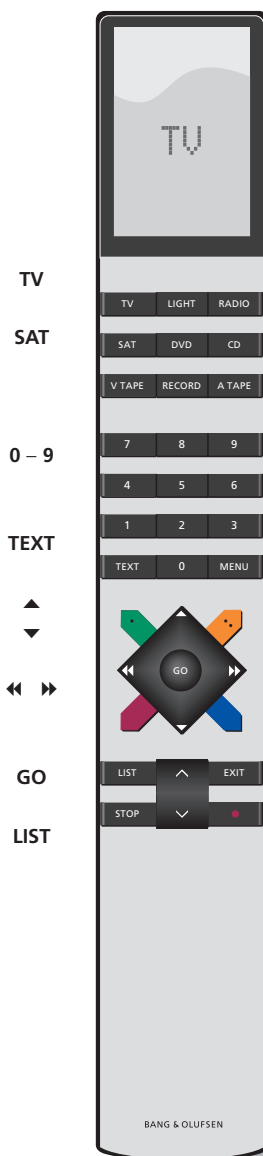 TV
TV
TV LIGHT RADIO
SAT
SAT DVD CD
V TAPE RECORD A TAPE
0 – 9
7 8 9
4 5 6
1 2 3
TEXT
TEXT 0 MENU
GO
GO
LIST EXIT
LIST
STOP
BANG & OLUFSEN